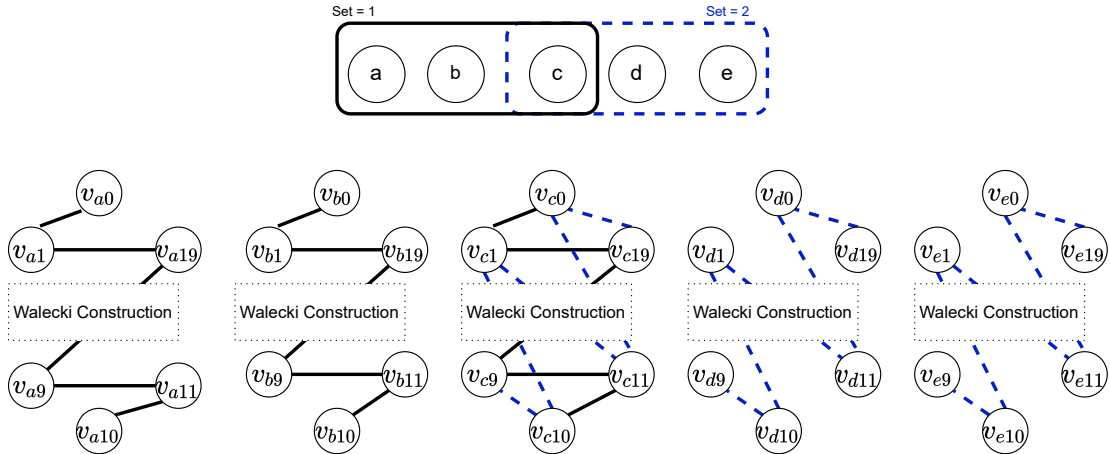 Set = 1
Set = 2
a b c d e
v_{a0} v_{b0} v_{c0} v_{d0} v_{e0}
v_{a1} v_{a19} v_{b1} v_{b19} v_{c1} v_{c19} v_{d1} v_{d19} v_{e1} v_{e19}
Walecki Construction Walecki Construction Walecki Construction Walecki Construction Walecki Construction
v_{a9} v_{a11} v_{b9} v_{b11} v_{c9} v_{c11} v_{d9} v_{d11} v_{e9} v_{e11}
v_{a10} v_{b10} v_{c10} v_{d10} v_{e10}